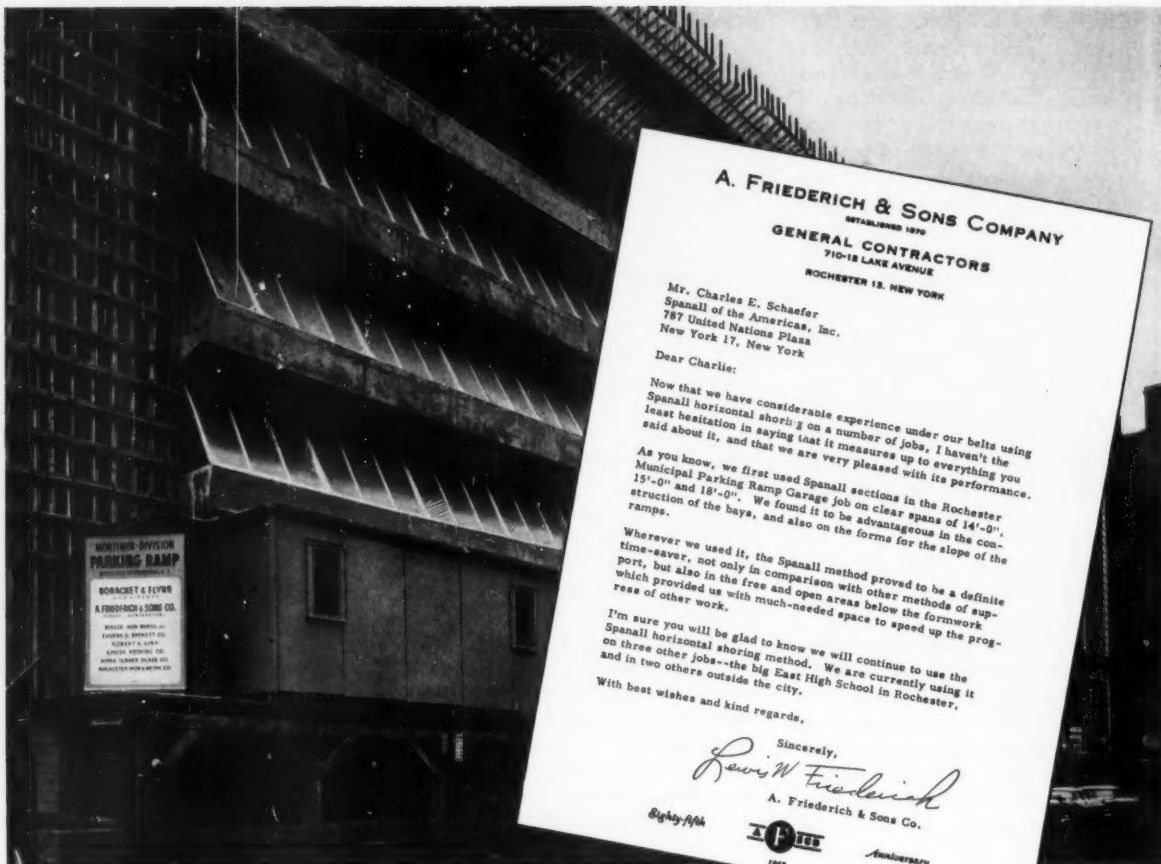 MORTIMER-DIVISION
PARKING RAMP
A. FRIEDERICH & SONS CO.
A. FRIEDERICH & SONS COMPANY
ESTABLISHED 1870
GENERAL CONTRACTORS
710-18 LAKE AVENUE
ROCHESTER 13, NEW YORK
Mr. Charles E. Schaefer
Spanall of the Americas, Inc.
787 United Nations Plaza
New York 17, New York
Dear Charlie:
Now that we have considerable experience under our belts using
Spanall horizontal shoring on a number of jobs, I haven't the
least hesitation in saying that it measures up to everything you
said about it, and that we are very pleased with its performance.
As you know, we first used Spanall sections in the Rochester
Municipal Parking Ramp Garage job on clear spans of 14'-0",
15'-0" and 18'-0". We found it to be advantageous in the con-
struction of the bays, and also on the forms for the slope of the
ramps.
Wherever we used it, the Spanall method proved to be a definite
time-saver, not only in comparison with other methods of sup-
port, but also in the free and open areas below the formwork
which provided us with much-needed space to speed up the prog-
ress of other work.
I'm sure you will be glad to know we will continue to use the
Spanall horizontal shoring method. We are currently using it
on three other jobs--the big East High School in Rochester,
and in two others outside the city.
With best wishes and kind regards,
Sincerely,
Lewis W Friederich
A. Friederich & Sons Co.
Eighty-fifth
Anniversary